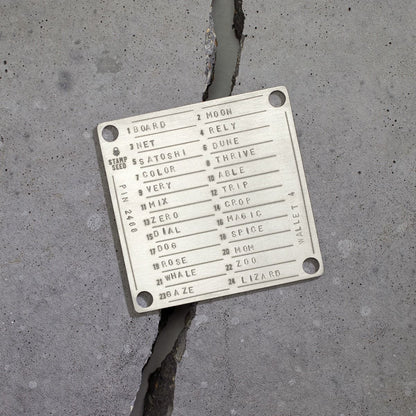 1 BOARD 2 MOON
3 NET 4 RELY
5 SATOSHI 6 DUNE
7 COLOR 8 THRIVE
9 VERY 10 ABLE
11 MIX 12 TRIP
13 ZERO 14 CROP
15 DIAL 16 MAGIC
17 DOG 18 SPICE
19 ROSE 20 MOM
21 WHALE 22 ZOO
23 GAZE 24 LIZARD
STAMP
SEED
PIN 2468
WALLET 4